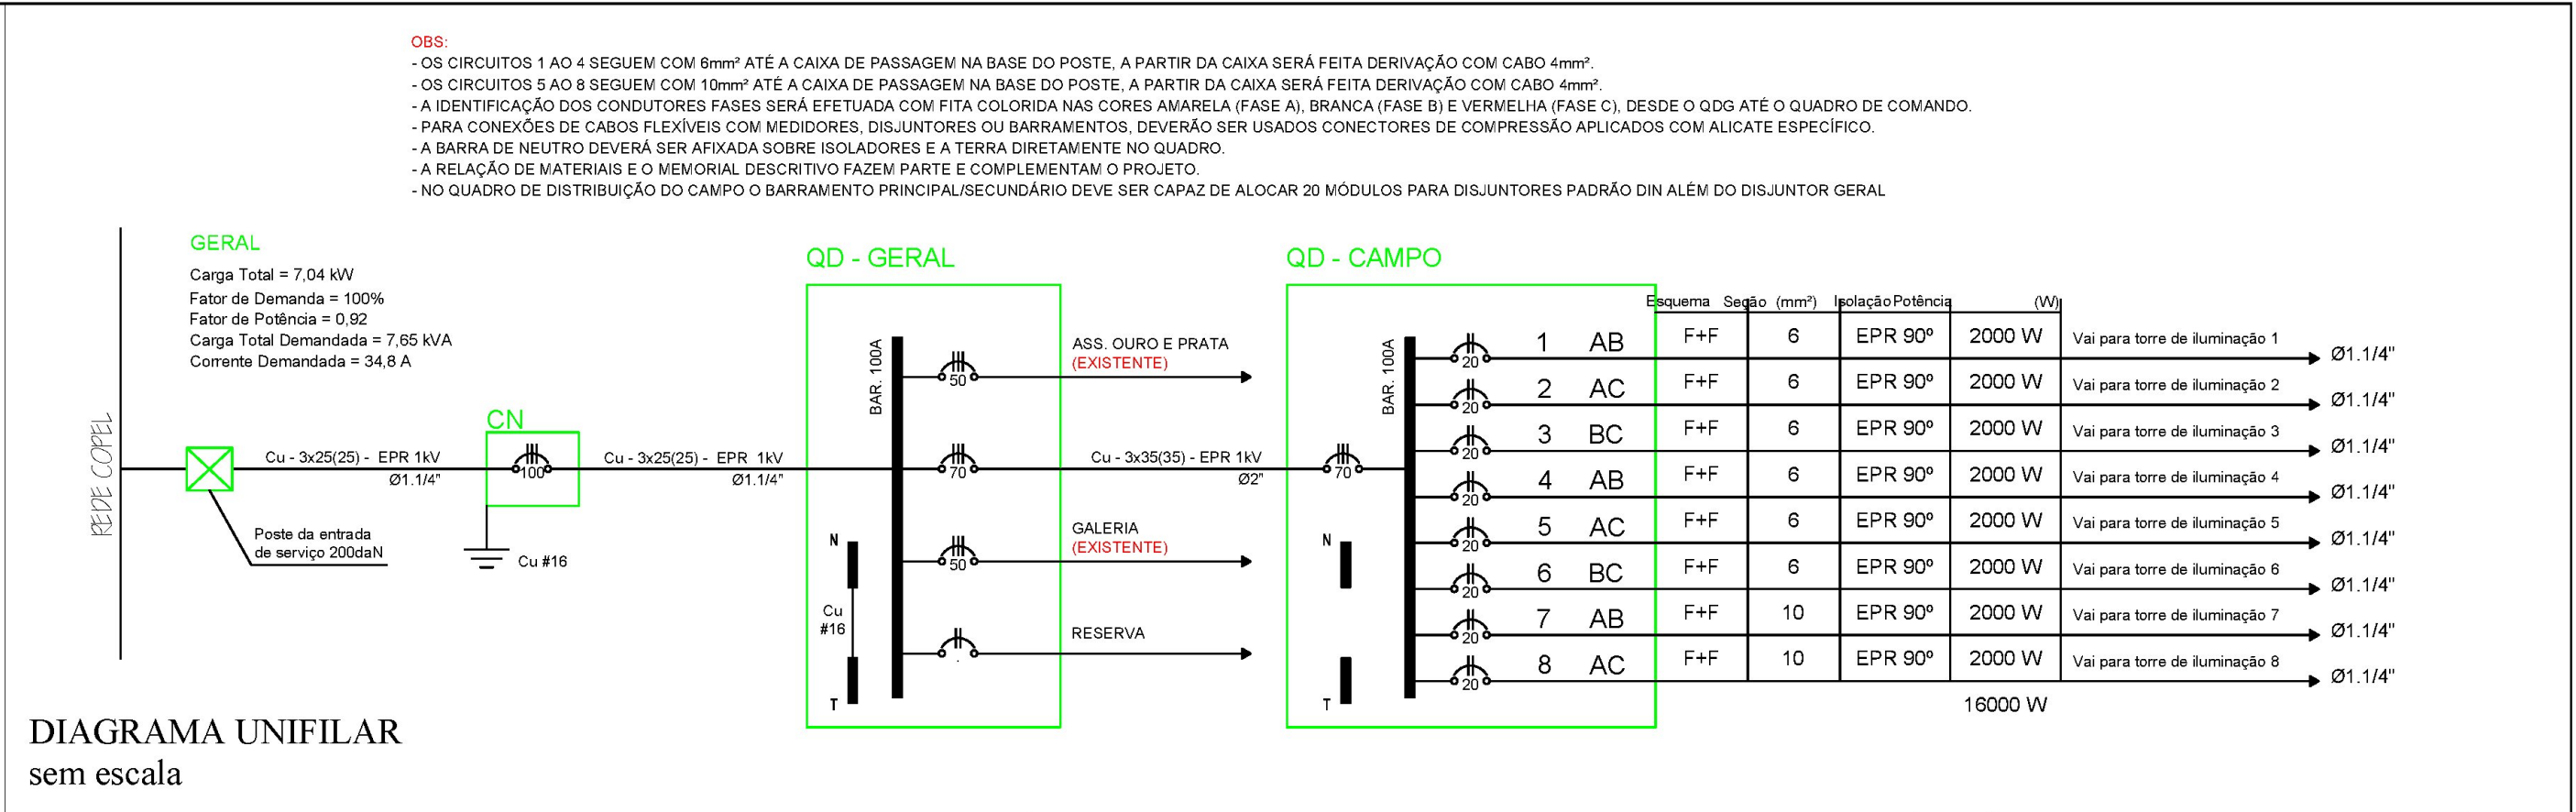 OBS:
- OS CIRCUITOS 1 AO 4 SEGUEM COM 6mm² ATÉ A CAIXA DE PASSAGEM NA BASE DO POSTE, A PARTIR DA CAIXA SERÁ FEITA DERIVAÇÃO COM CABO 4mm².
- OS CIRCUITOS 5 AO 8 SEGUEM COM 10mm² ATÉ A CAIXA DE PASSAGEM NA BASE DO POSTE, A PARTIR DA CAIXA SERÁ FEITA DERIVAÇÃO COM CABO 4mm².
- A IDENTIFICAÇÃO DOS CONDUTORES FASES SERÁ EFETUADA COM FITA COLORIDA NAS CORES AMARELA (FASE A), BRANCA (FASE B) E VERMELHA (FASE C), DESDE O QDG ATÉ O QUADRO DE COMANDO.
- PARA CONEXÕES DE CABOS FLEXÍVEIS COM MEDIDORES, DISJUNTORES OU BARRAMENTOS, DEVERÃO SER USADOS CONECTORES DE COMPRESSÃO APLICADOS COM ALICATE ESPECÍFICO.
- A BARRA DE NEUTRO DEVERÁ SER AFIXADA SOBRE ISOLADORES E A TERRA DIRETAMENTE NO QUADRO.
- A RELAÇÃO DE MATERIAIS E O MEMORIAL DESCRITIVO FAZEM PARTE E COMPLEMENTAM O PROJETO.
- NO QUADRO DE DISTRIBUIÇÃO DO CAMPO O BARRAMENTO PRINCIPAL/SECUNDÁRIO DEVE SER CAPAZ DE ALOCAR 20 MÓDULOS PARA DISJUNTORES PADRÃO DIN ALÉM DO DISJUNTOR GERAL
GERAL
Carga Total = 7,04 kW
Fator de Demanda = 100%
Fator de Potência = 0,92
Carga Total Demandada = 7,65 kVA
Corrente Demandada = 34,8 A
REDE COPEL
Poste da entrada
de serviço 200daN
Cu - 3x25(25) - EPR 1kV
Ø1.1/4"
CN
100
Cu #16
Cu - 3x25(25) - EPR 1kV
Ø1.1/4"
QD - GERAL
BAR. 100A
50
ASS. OURO E PRATA
(EXISTENTE)
70
Cu - 3x35(35) - EPR 1kV
Ø2"
50
GALERIA
(EXISTENTE)
RESERVA
N
Cu
#16
T
QD - CAMPO
70
BAR. 100A
N
T
Esquema Seção (mm²) Isolação Potência (W)
20 1 AB F+F 6 EPR 90º 2000 W Vai para torre de iluminação 1 Ø1.1/4"
20 2 AC F+F 6 EPR 90º 2000 W Vai para torre de iluminação 2 Ø1.1/4"
20 3 BC F+F 6 EPR 90º 2000 W Vai para torre de iluminação 3 Ø1.1/4"
20 4 AB F+F 6 EPR 90º 2000 W Vai para torre de iluminação 4 Ø1.1/4"
20 5 AC F+F 6 EPR 90º 2000 W Vai para torre de iluminação 5 Ø1.1/4"
20 6 BC F+F 6 EPR 90º 2000 W Vai para torre de iluminação 6 Ø1.1/4"
20 7 AB F+F 10 EPR 90º 2000 W Vai para torre de iluminação 7 Ø1.1/4"
20 8 AC F+F 10 EPR 90º 2000 W Vai para torre de iluminação 8 Ø1.1/4"
16000 W
DIAGRAMA UNIFILAR
sem escala